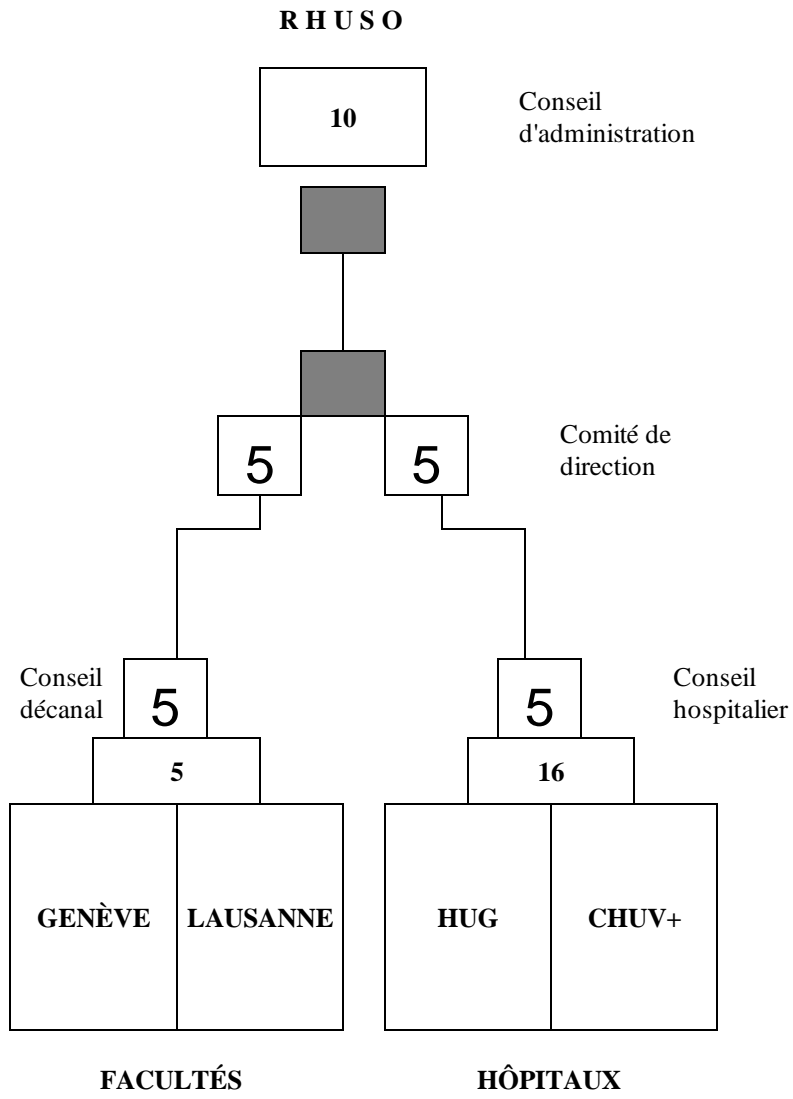 R H U S O
10
Conseil
d'administration
5
5
Comité de
direction
Conseil
décanal
5
5
Conseil
hospitalier
5
16
GENÈVE
LAUSANNE
HUG
CHUV+
FACULTÉS
HÔPITAUX